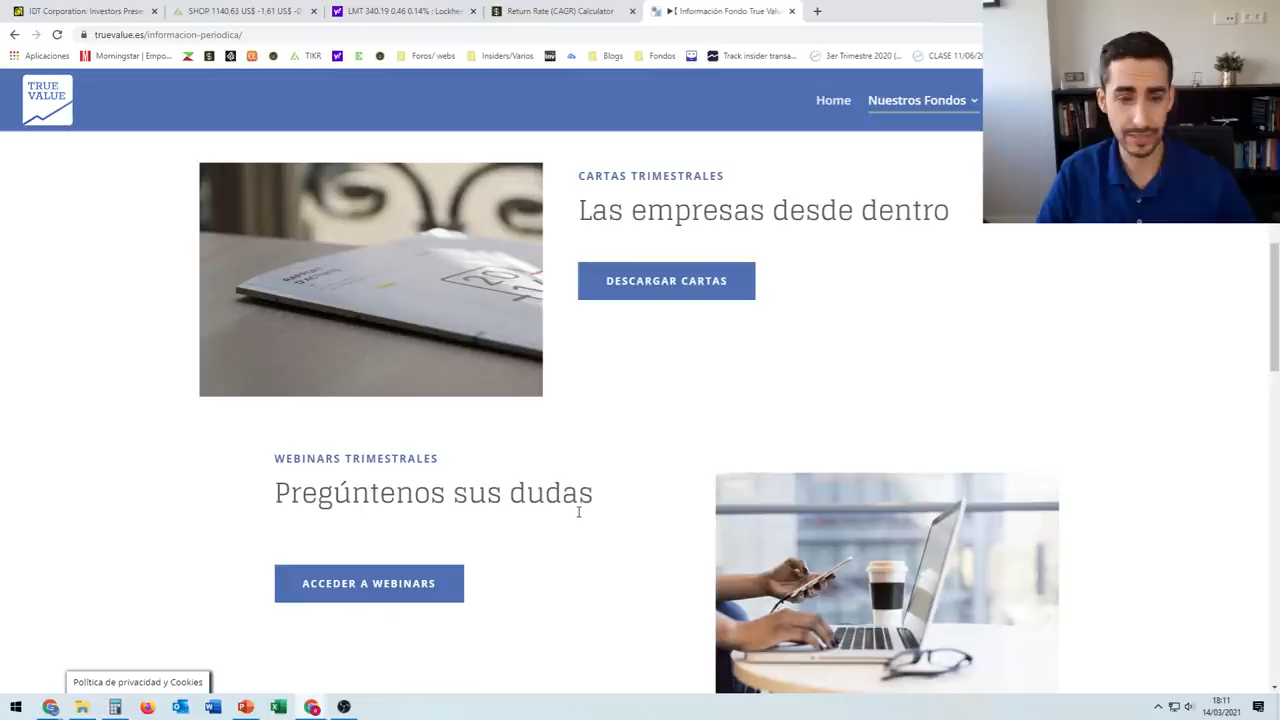 IDT Corporation: Investors Prese
SHOP 1140,63 US$ -1,61 US$ -0
LMT 340.19 0.46 0.14% : Lockhe
Return Rate (CAGR) Calculator
Información Fondo True Valu
truevalue.es/informacion-periodica/
Aplicaciones
Morningstar | Empo...
TIKR
Foros/ webs
Insiders/Varios
Blogs
Fondos
Track insider transa...
3er Trimestre 2020 (...
CLASE 11/06/20
TRUE
VALUE
Home
Nuestros Fondos
CARTAS TRIMESTRALES
Las empresas desde dentro
DESCARGAR CARTAS
RAPPORT
D'ACTIVITÉ
20
WEBINARS TRIMESTRALES
Pregúntenos sus dudas
ACCEDER A WEBINARS
Política de privacidad y Cookies
18:11
14/03/2021